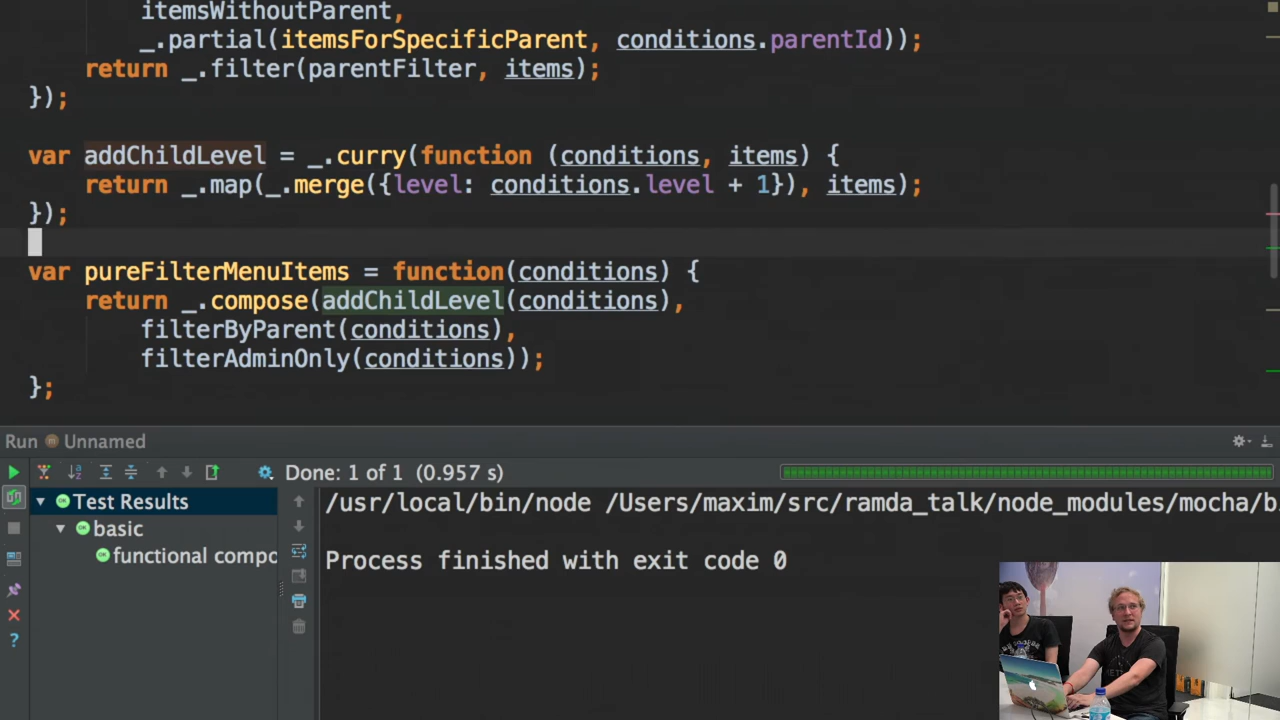 itemsWithoutParent,
_.partial(itemsForSpecificParent, conditions.parentId));
return _.filter(parentFilter, items);
});
var addChildLevel = _.curry(function (conditions, items) {
return _.map(_.merge({level: conditions.level + 1}), items);
});
var pureFilterMenuItems = function(conditions) {
return _.compose(addChildLevel(conditions),
filterByParent(conditions),
filterAdminOnly(conditions));
};
Run Unnamed
Done: 1 of 1 (0.957 s)
Test Results
basic
functional compo
/usr/local/bin/node /Users/maxim/src/ramda_talk/node_modules/mocha/bi
Process finished with exit code 0